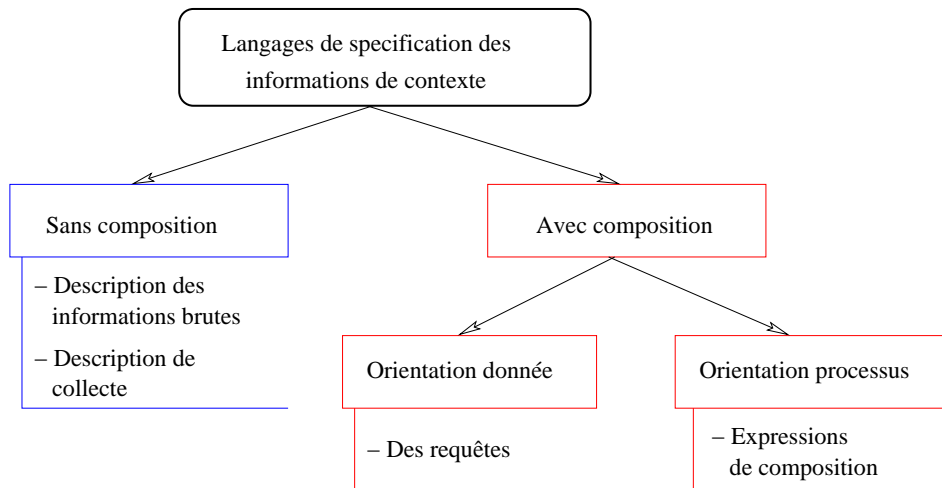 Langages de specification des
informations de contexte
Sans composition
Avec composition
– Description des
informations brutes
– Description de
collecte
Orientation donnée
Orientation processus
– Des requêtes
– Expressions
de composition